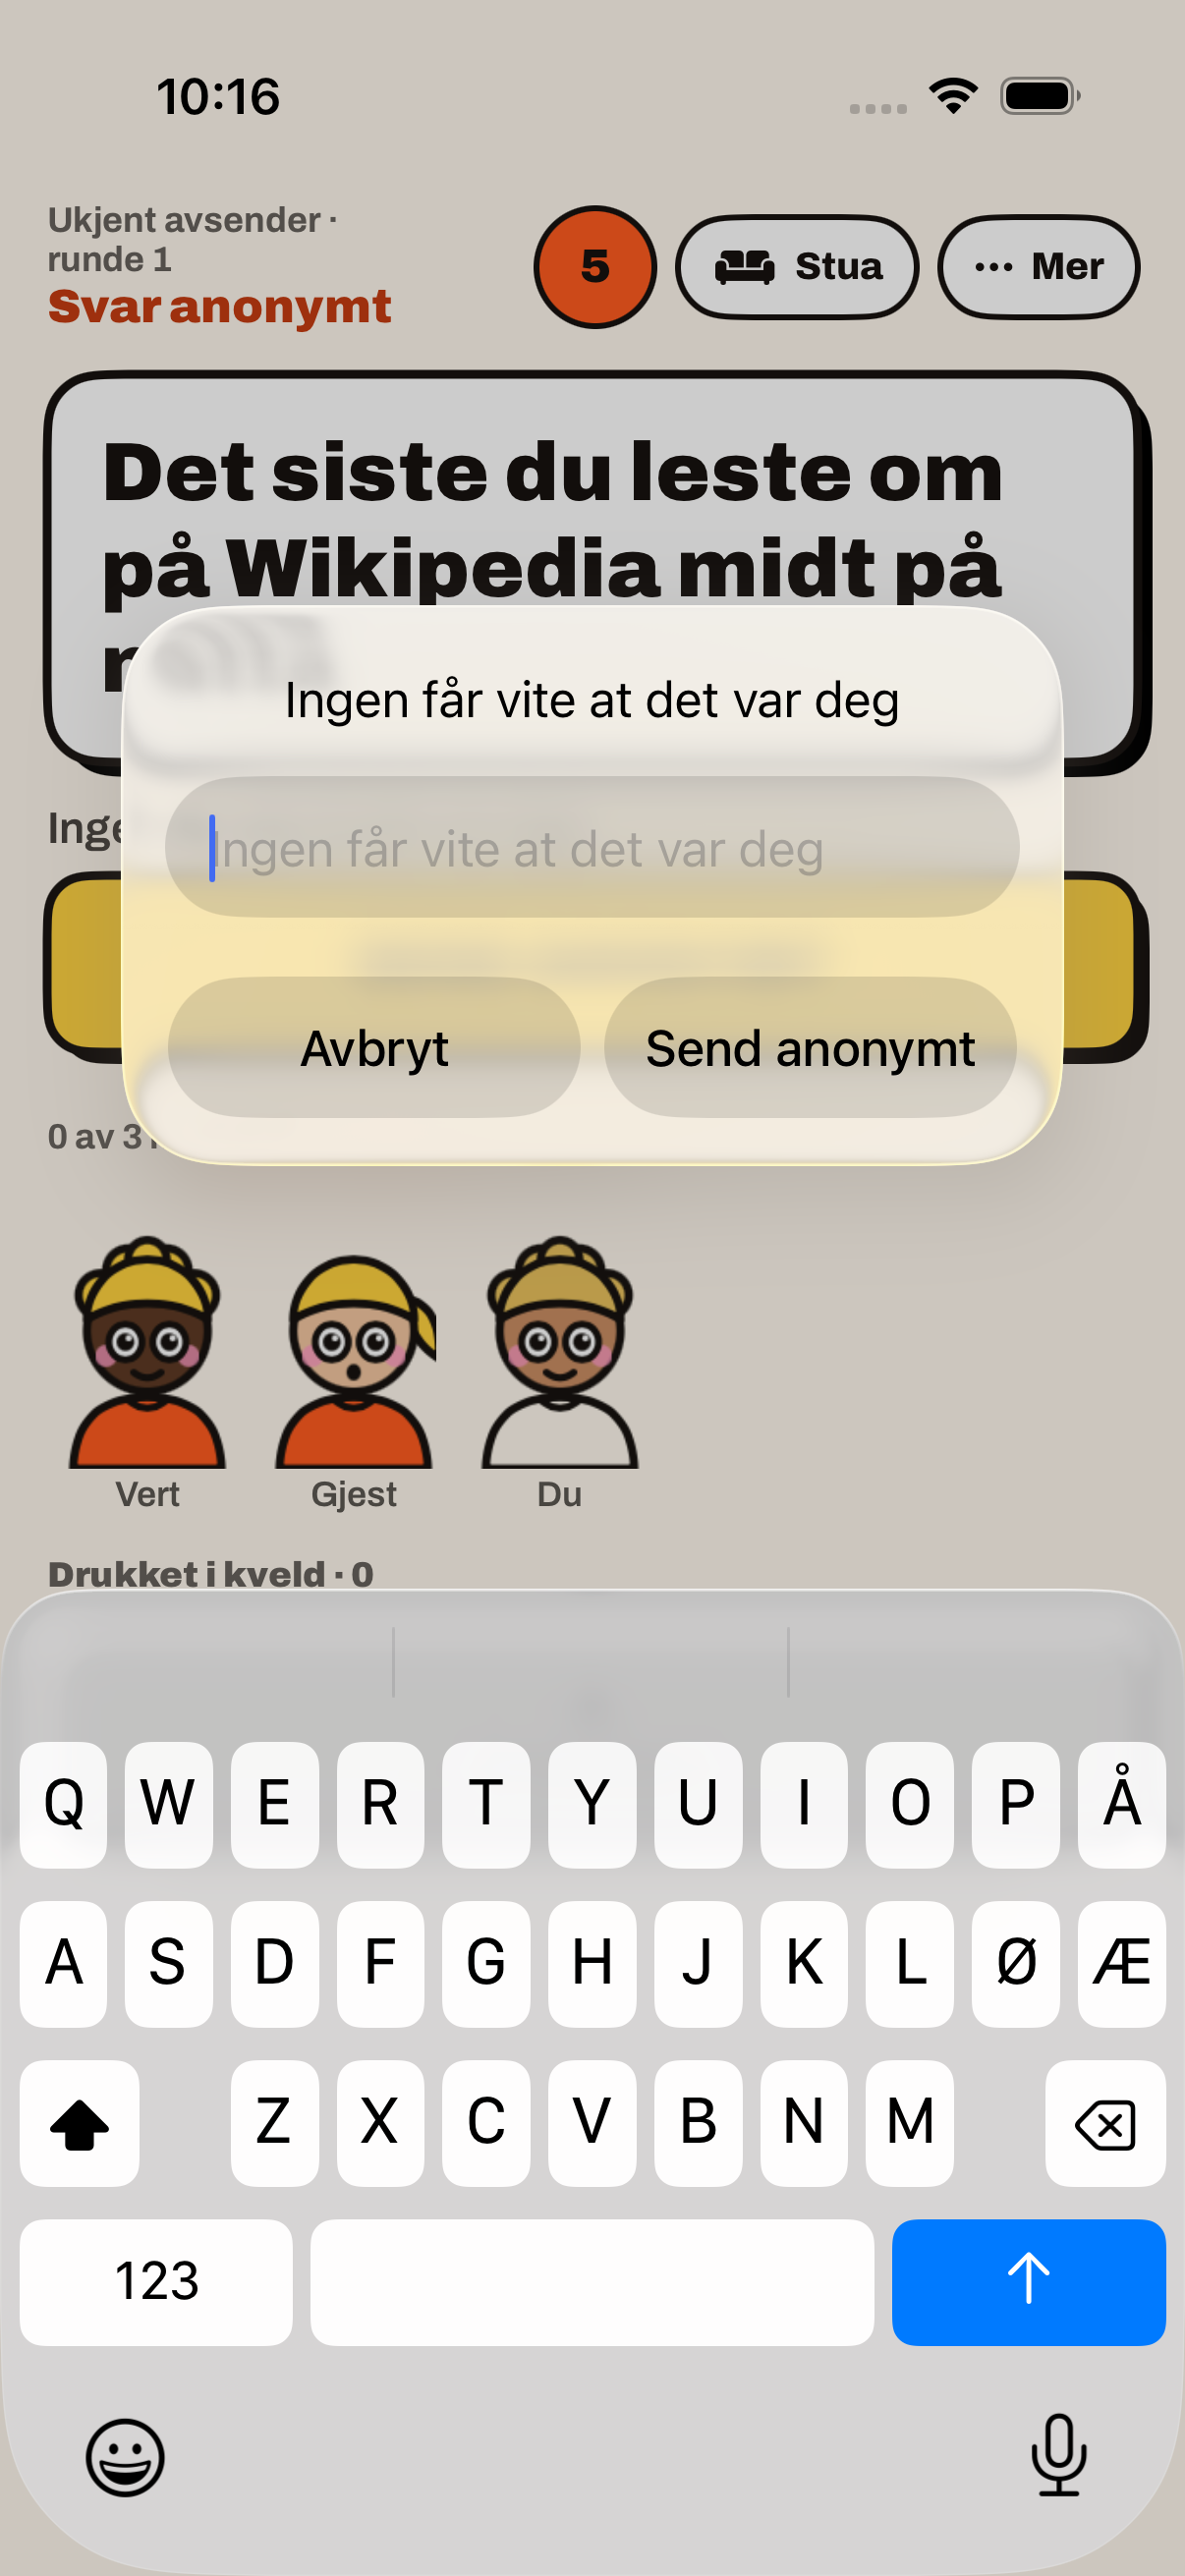 10:16
Ukjent avsender ·
runde 1
Svar anonymt
5
Stua
Mer
Det siste du leste om
på Wikipedia midt på
Ingen får vite at det var deg
Ingen får vite at det var deg
Avbryt
Send anonymt
0 av 3
Vert
Gjest
Du
Drukket i kveld · 0
Q W E R T Y U I O P Å
A S D F G H J K L Ø Æ
Z X C V B N M
123